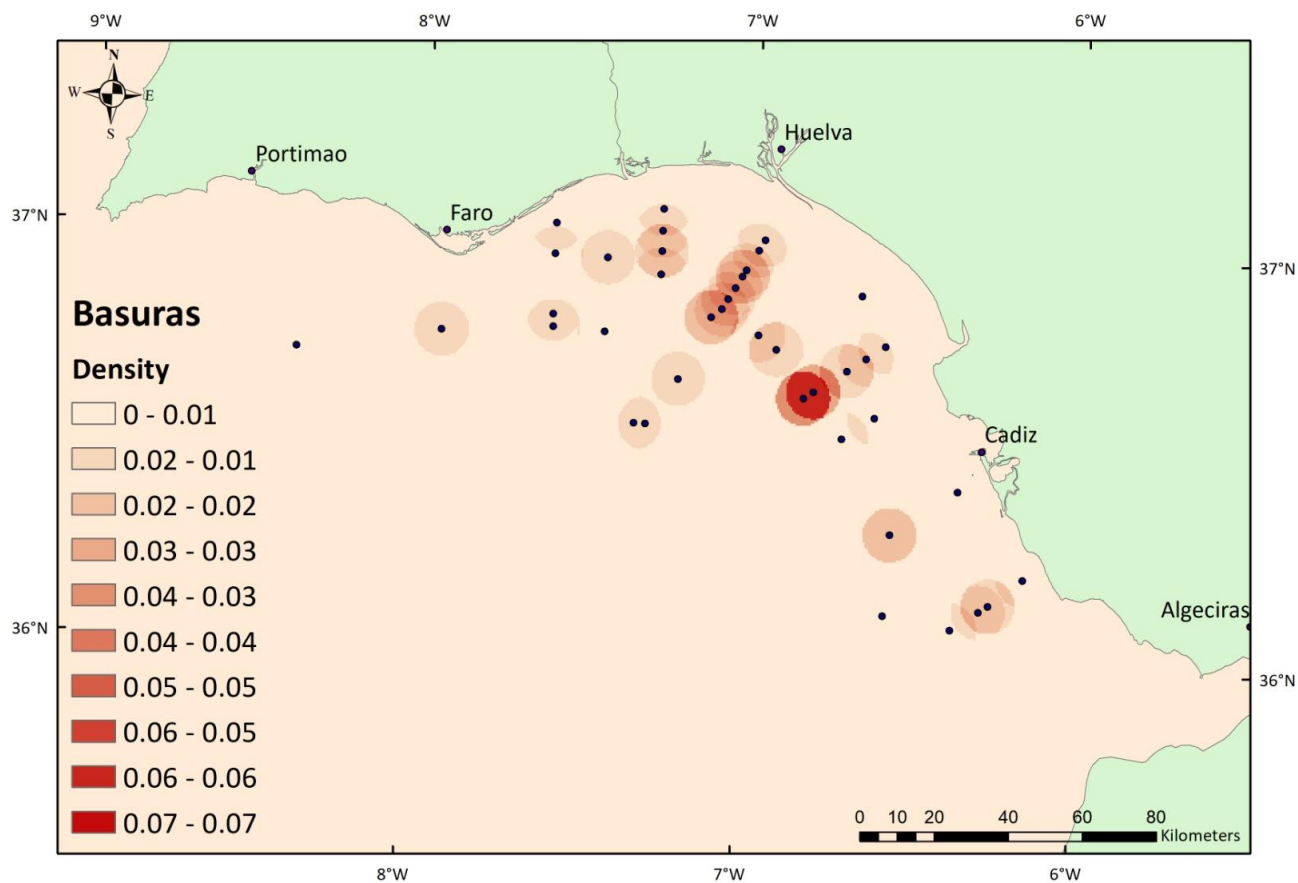 9°W 8°W 7°W 6°W
N
W E
S
Huelva
Portimao
37°N
Faro
37°N
Basuras
Density
0 - 0.01
0.02 - 0.01
0.02 - 0.02
0.03 - 0.03
0.04 - 0.03
0.04 - 0.04
0.05 - 0.05
0.06 - 0.05
0.06 - 0.06
0.07 - 0.07
Cadiz
Algeciras
36°N
36°N
0 10 20 40 60 80
Kilometers
8°W 7°W 6°W